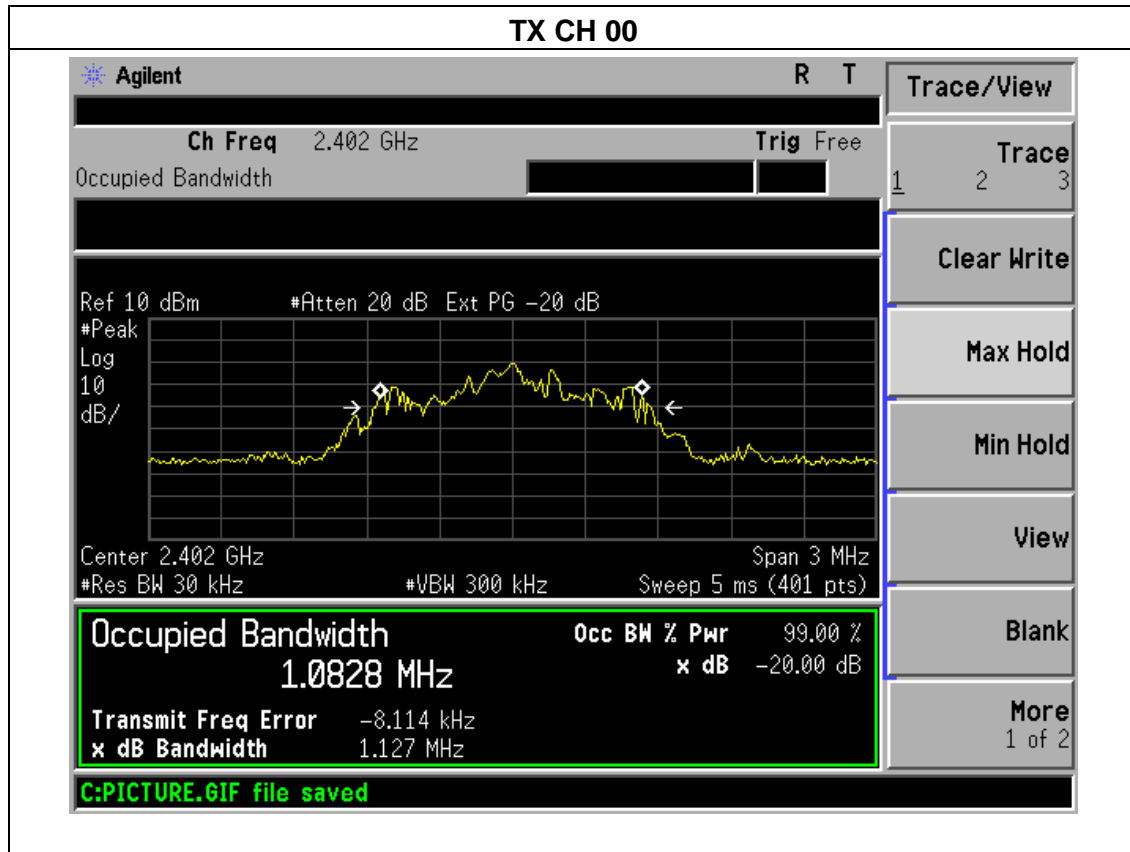 TX CH 00
Agilent R T
Trace/View
Ch Freq 2.402 GHz Trig Free
Occupied Bandwidth
Trace
1 2 3
Clear Write
Ref 10 dBm #Atten 20 dB Ext PG −20 dB
#Peak
Log
10
dB/
Max Hold
Min Hold
View
Center 2.402 GHz Span 3 MHz
#Res BW 30 kHz #VBW 300 kHz Sweep 5 ms (401 pts)
Occupied Bandwidth Occ BW % Pwr 99.00 %
1.0828 MHz x dB −20.00 dB
Blank
Transmit Freq Error −8.114 kHz
x dB Bandwidth 1.127 MHz
More
1 of 2
C:PICTURE.GIF file saved